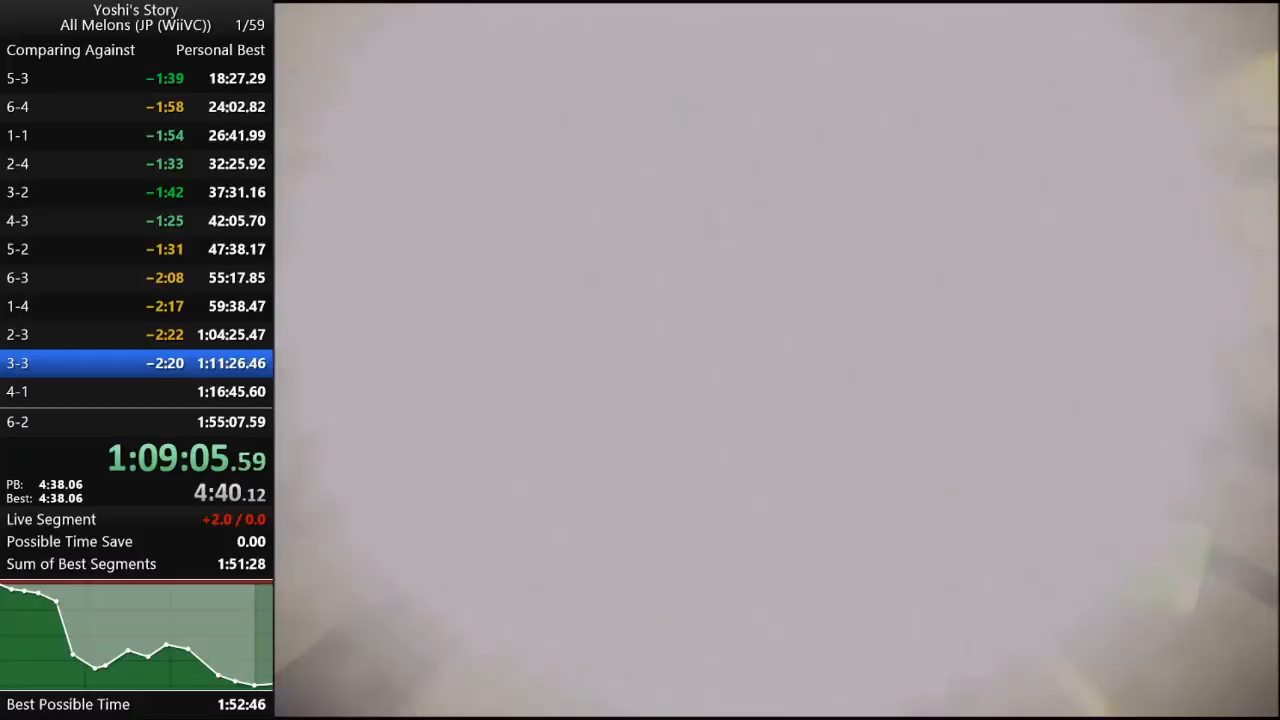 Yoshi's Story
All Melons (JP (WiiVC)) 1/59
Comparing Against Personal Best
5-3 −1:39 18:27.29
6-4 −1:58 24:02.82
1-1 −1:54 26:41.99
2-4 −1:33 32:25.92
3-2 −1:42 37:31.16
4-3 −1:25 42:05.70
5-2 −1:31 47:38.17
6-3 −2:08 55:17.85
1-4 −2:17 59:38.47
2-3 −2:22 1:04:25.47
3-3 −2:20 1:11:26.46
4-1 1:16:45.60
6-2 1:55:07.59
1:09:05.59
PB: 4:38.06
Best: 4:38.06
4:40.12
Live Segment +2.0 / 0.0
Possible Time Save 0.00
Sum of Best Segments 1:51:28
Best Possible Time 1:52:46